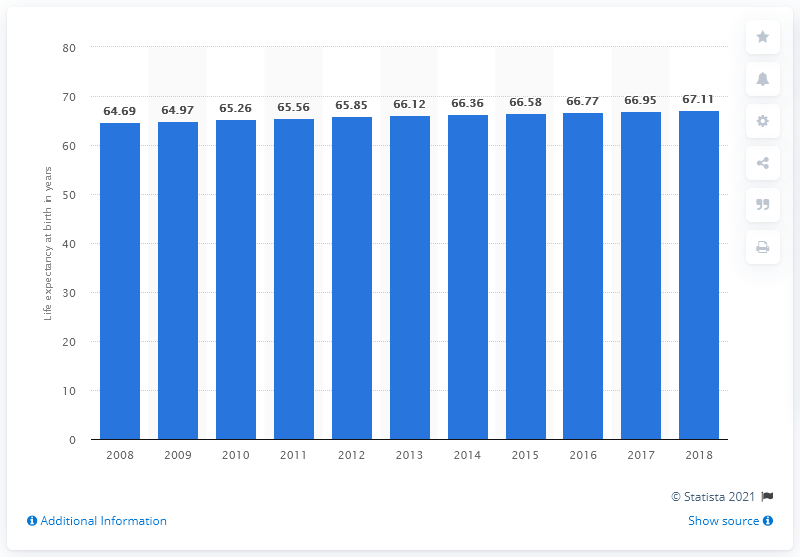 80
70
60
50
40
30
20
10
0
Life expectancy at birth in years
64.69 64.97 65.26 65.56 65.85 66.12 66.36 66.58 66.77 66.95 67.11
2008 2009 2010 2011 2012 2013 2014 2015 2016 2017 2018
© Statista 2021
Additional Information
Show source